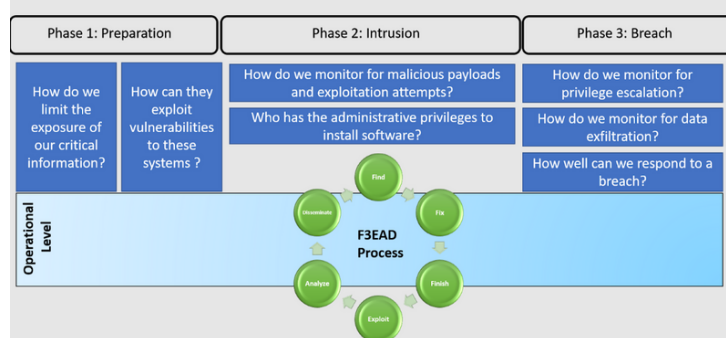 Phase 1: Preparation
Phase 2: Intrusion
Phase 3: Breach
How do we
limit the
exposure of
our critical
information?
How can they
exploit
vulnerabilities
to these
systems ?
How do we monitor for malicious payloads
and exploitation attempts?
Who has the administrative privileges to
install software?
How do we monitor for
privilege escalation?
How do we monitor for data
exfiltration?
How well can we respond to a
breach?
Operational
Level
F3EAD
Process
Find
Fix
Finish
Exploit
Analyze
Disseminate